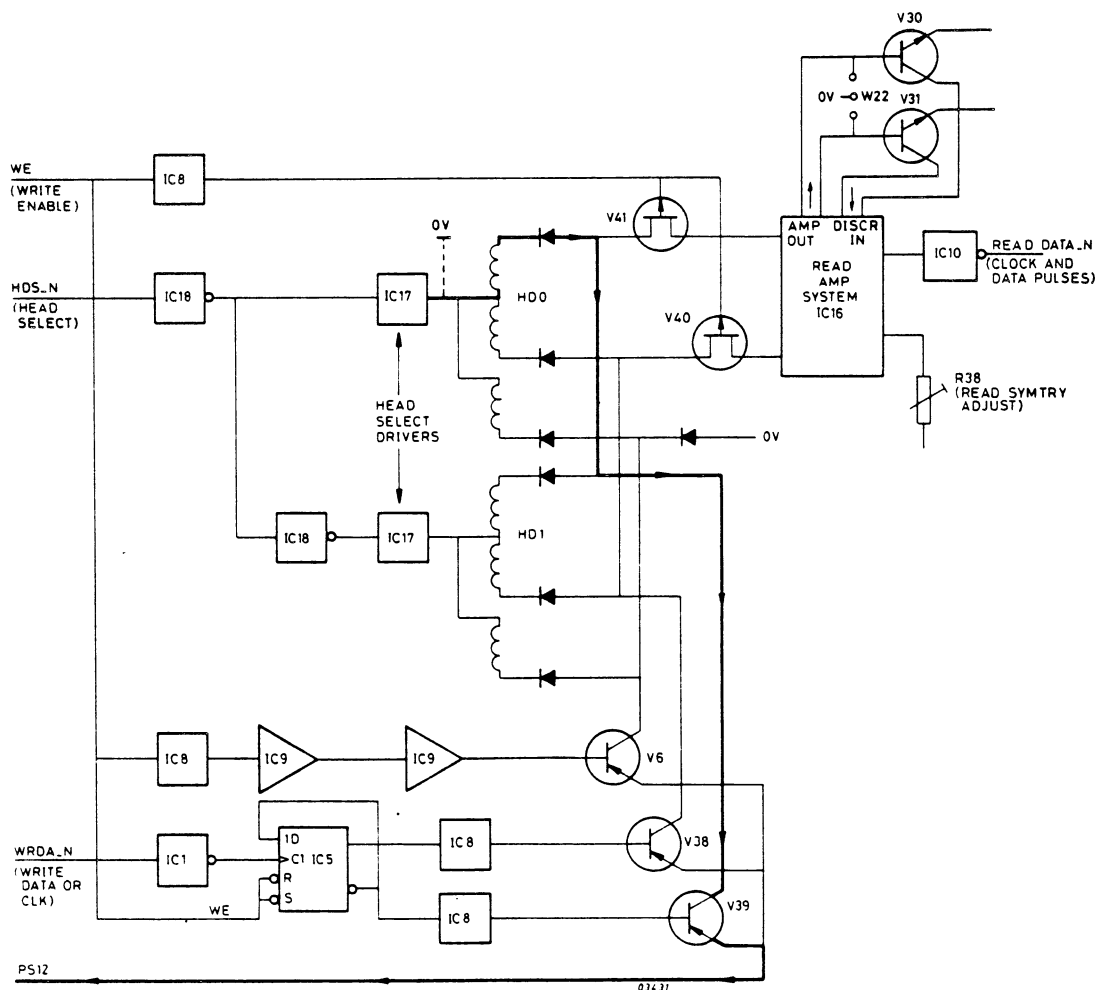 V30
0V W22
V31
WE
(WRITE
ENABLE)
IC8
V41
0V
AMP
OUT
DISCR
IN
READ
AMP
SYSTEM
IC16
IC10
READ DATA_N
(CLOCK AND
DATA PULSES)
HDS_N
(HEAD
SELECT)
IC18
IC17
HD0
V40
R38
(READ SYMTRY
ADJUST)
HEAD
SELECT
DRIVERS
0V
IC18
IC17
HD1
IC8
IC9
IC9
V6
WRDA_N
(WRITE
DATA OR
CLK)
IC1
1D
C1 IC5
R
S
WE
IC8
V38
IC8
V39
PS12
03431